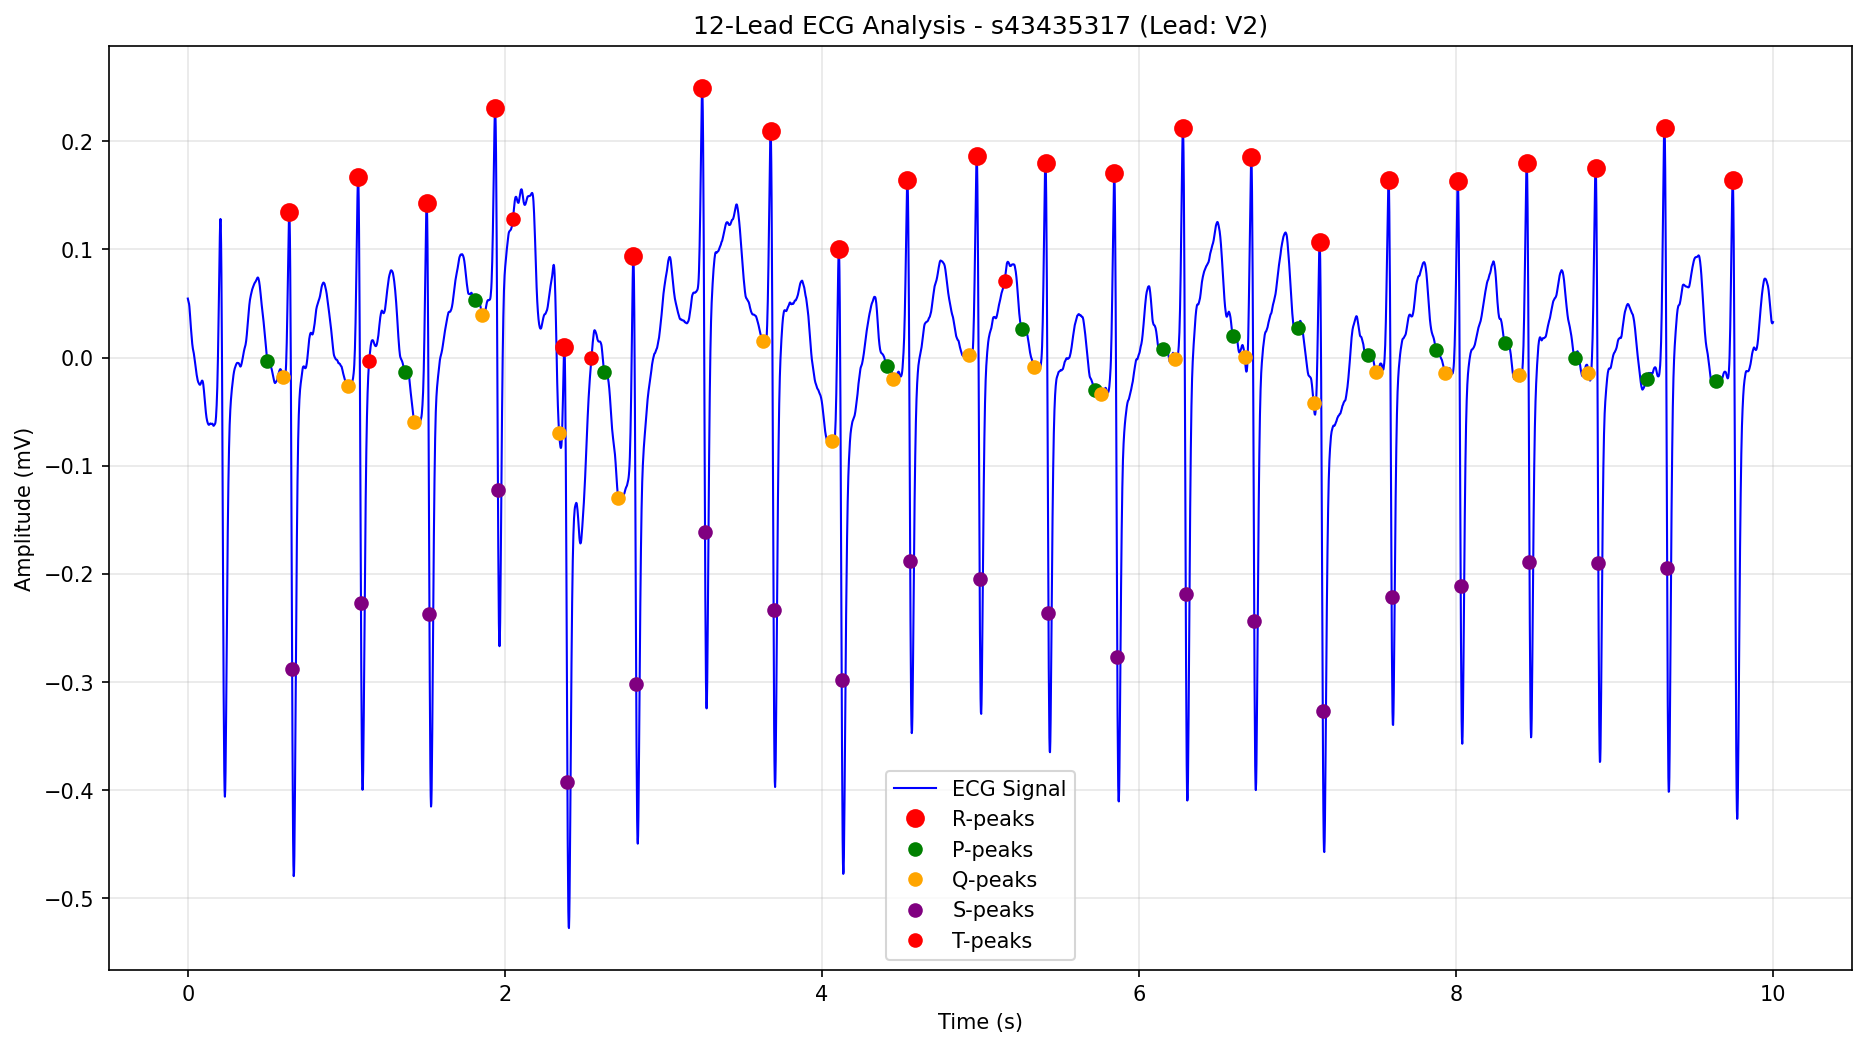 12-Lead ECG Analysis - s43435317 (Lead: V2)
Amplitude (mV)
0.2
0.1
0.0
−0.1
−0.2
−0.3
−0.4
−0.5
ECG Signal
R-peaks
P-peaks
Q-peaks
S-peaks
T-peaks
0 2 4 6 8 10
Time (s)